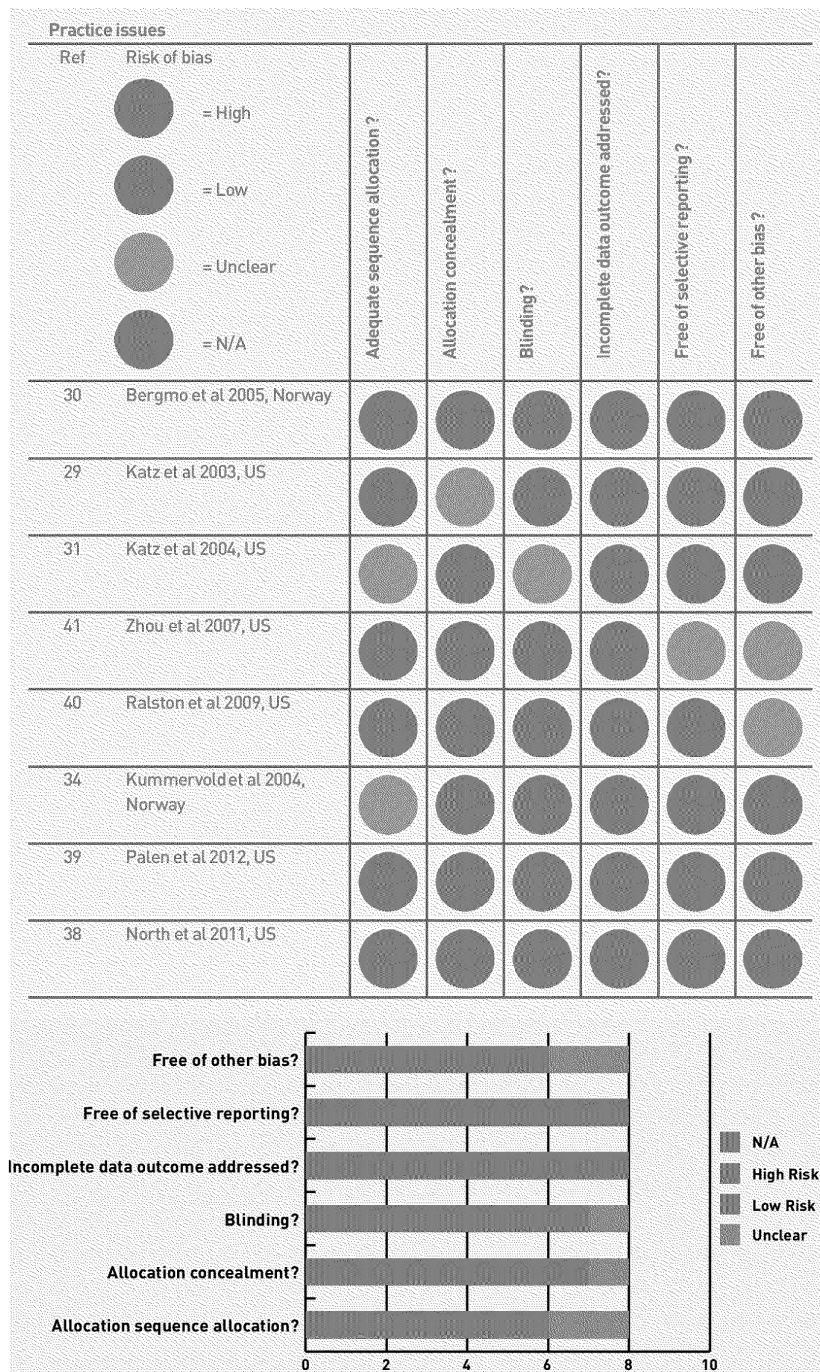 Practice issues
Ref Risk of bias
= High
= Low
= Unclear
= N/A
Adequate sequence allocation ?
Allocation concealment ?
Blinding?
Incomplete data outcome addressed?
Free of selective reporting ?
Free of other bias ?
30 Bergmo et al 2005, Norway
29 Katz et al 2003, US
31 Katz et al 2004, US
41 Zhou et al 2007, US
40 Ralston et al 2009, US
34 Kummervold et al 2004,
Norway
39 Palen et al 2012, US
38 North et al 2011, US
Free of other bias?
Free of selective reporting?
Incomplete data outcome addressed?
Blinding?
Allocation concealment?
Allocation sequence allocation?
0 2 4 6 8 10
N/A
High Risk
Low Risk
Unclear